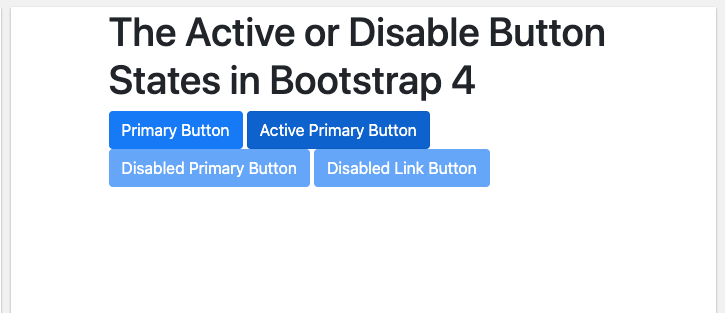 The Active or Disable Button
States in Bootstrap 4
Primary Button Active Primary Button
Disabled Primary Button Disabled Link Button